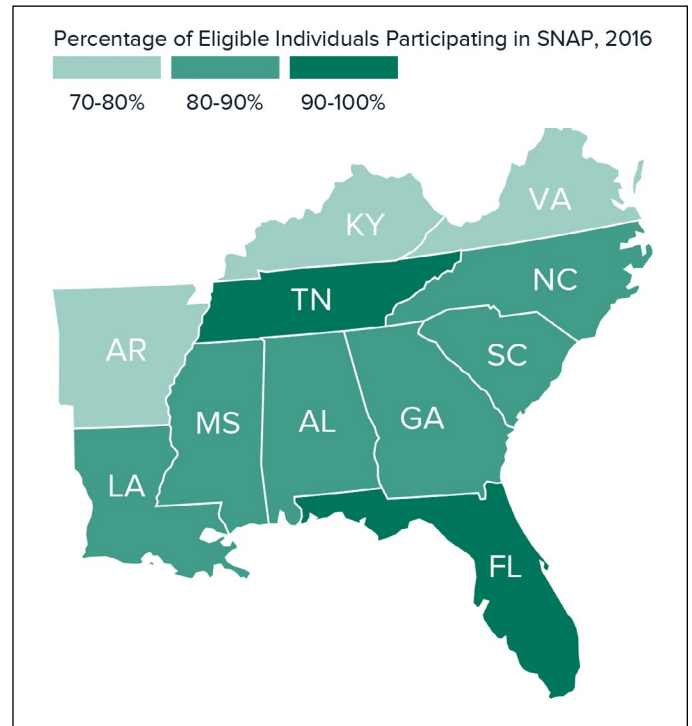 Percentage of Eligible Individuals Participating in SNAP, 2016
70-80% 80-90% 90-100%
VA
KY
NC
TN
AR
SC
MS AL GA
LA
FL